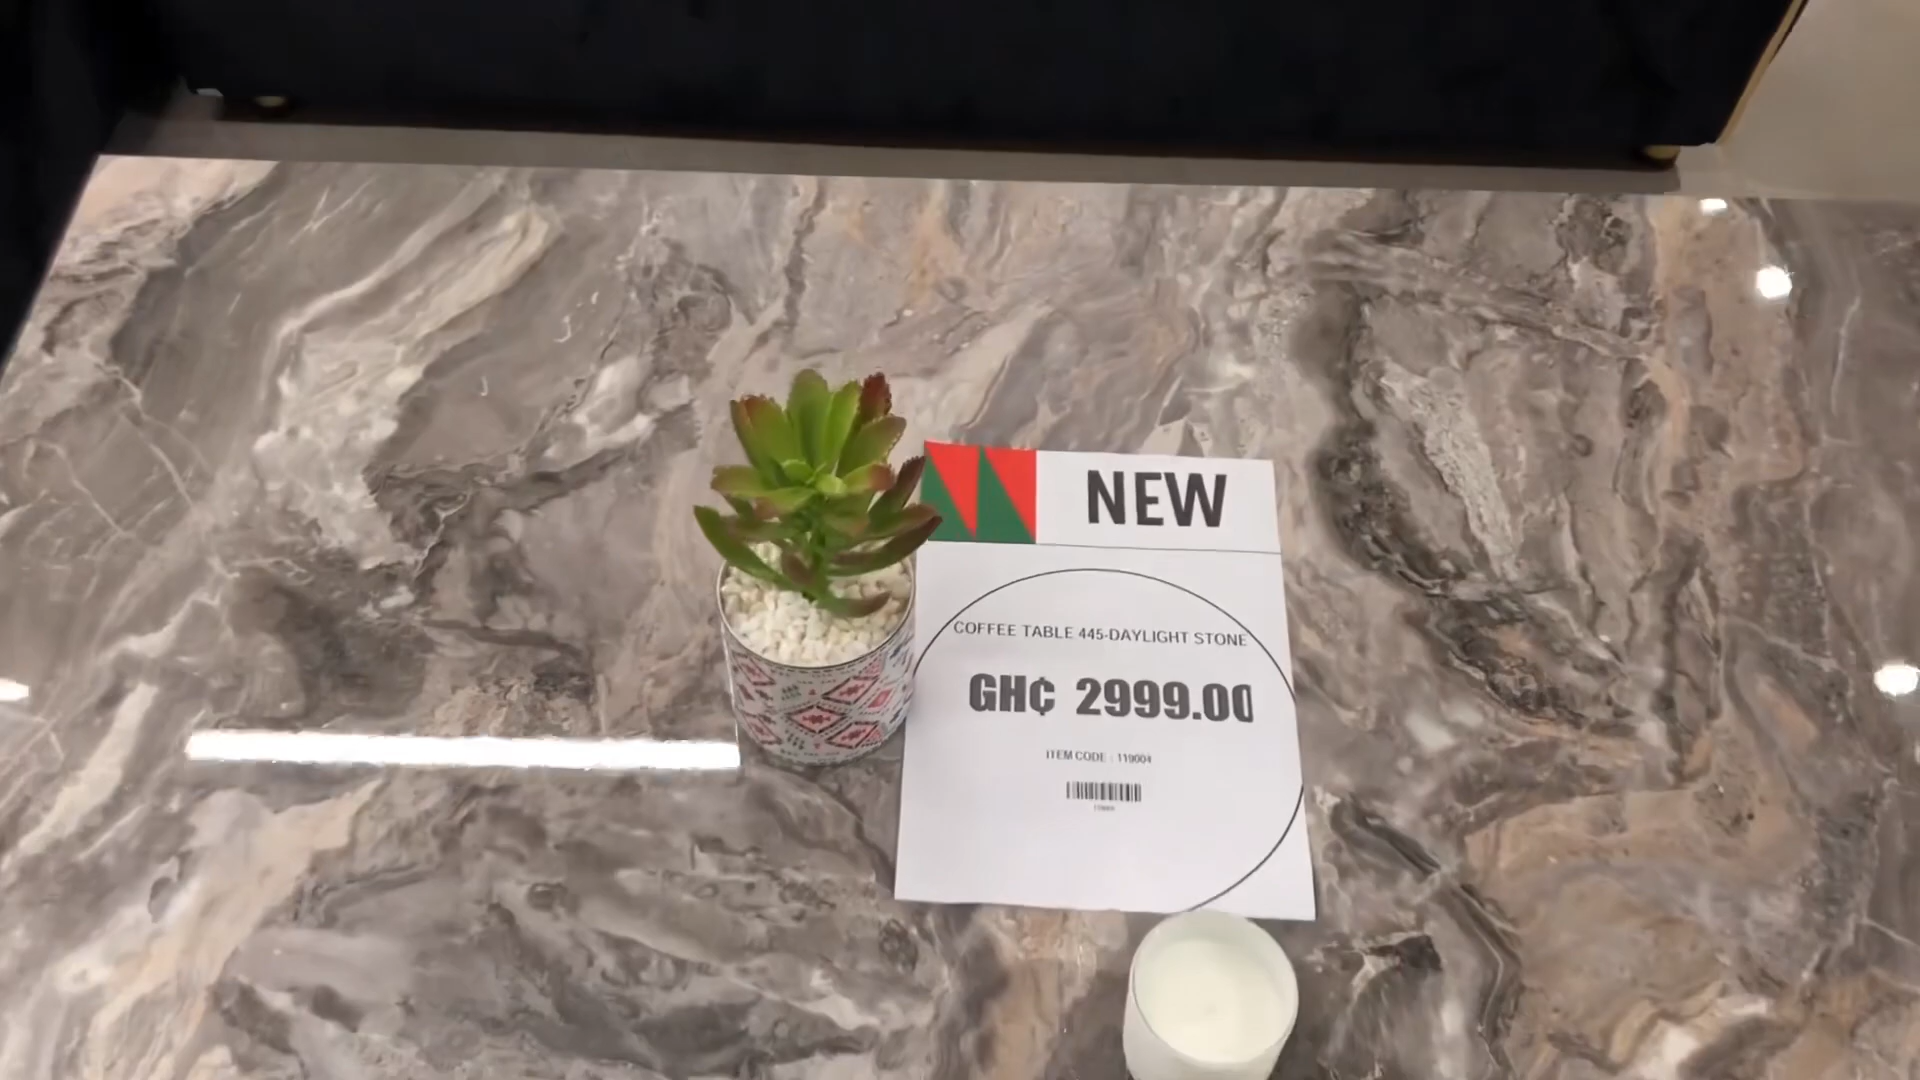 NEW
COFFEE TABLE 445-DAYLIGHT STONE
GH₵ 2999.00
ITEM CODE : 119004